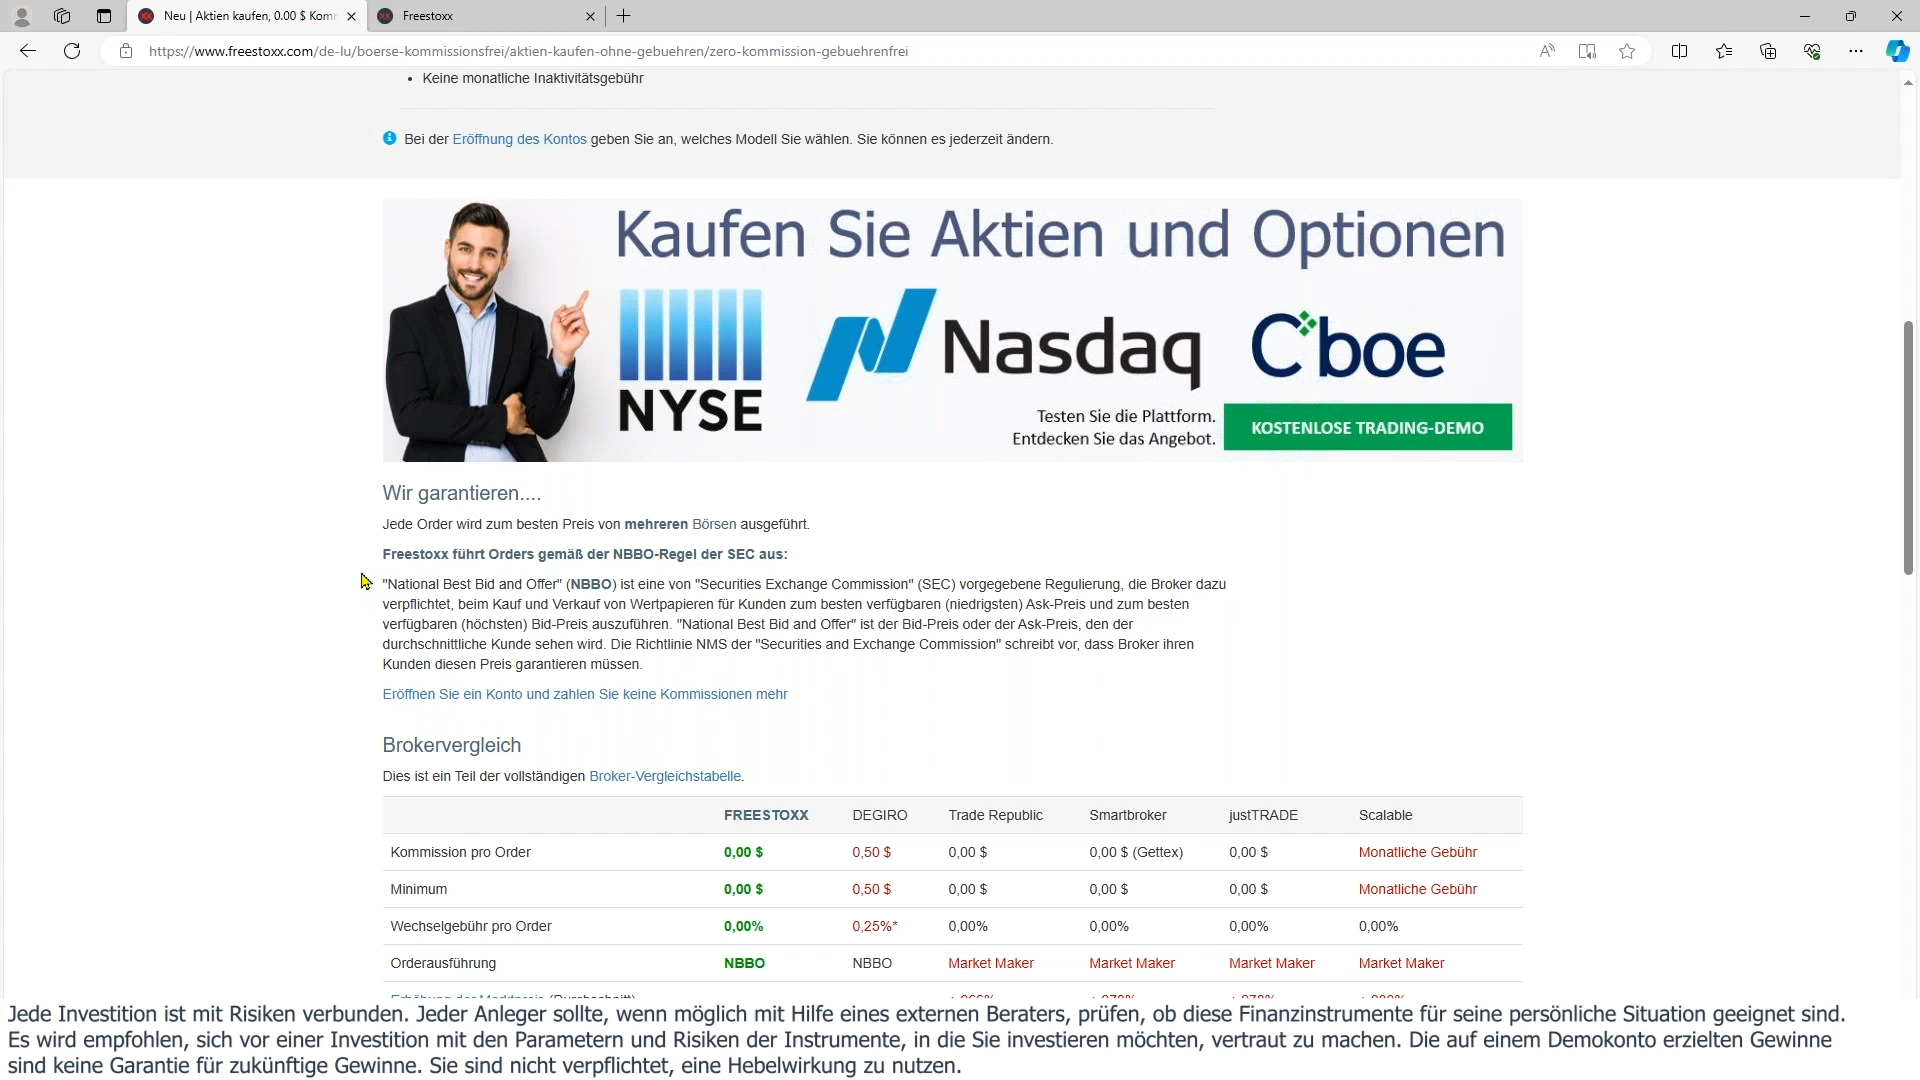 Neu | Aktien kaufen, 0.00 $ Kom
Freestoxx
https://www.freestoxx.com/de-lu/boerse-kommissionsfrei/aktien-kaufen-ohne-gebuehren/zero-kommission-gebuehrenfrei
• Keine monatliche Inaktivitätsgebühr
Bei der Eröffnung des Kontos geben Sie an, welches Modell Sie wählen. Sie können es jederzeit ändern.
Kaufen Sie Aktien und Optionen
NYSE Nasdaq Cboe
Testen Sie die Plattform.
Entdecken Sie das Angebot.
KOSTENLOSE TRADING-DEMO
Wir garantieren....
Jede Order wird zum besten Preis von mehreren Börsen ausgeführt.
Freestoxx führt Orders gemäß der NBBO-Regel der SEC aus:
"National Best Bid and Offer" (NBBO) ist eine von "Securities Exchange Commission" (SEC) vorgegebene Regulierung, die Broker dazu
verpflichtet, beim Kauf und Verkauf von Wertpapieren für Kunden zum besten verfügbaren (niedrigsten) Ask-Preis und zum besten
verfügbaren (höchsten) Bid-Preis auszuführen. "National Best Bid and Offer" ist der Bid-Preis oder der Ask-Preis, den der
durchschnittliche Kunde sehen wird. Die Richtlinie NMS der "Securities and Exchange Commission" schreibt vor, dass Broker ihren
Kunden diesen Preis garantieren müssen.
Eröffnen Sie ein Konto und zahlen Sie keine Kommissionen mehr
Brokervergleich
Dies ist ein Teil der vollständigen Broker-Vergleichstabelle.
FREESTOXX DEGIRO Trade Republic Smartbroker justTRADE Scalable
Kommission pro Order 0,00 $ 0,50 $ 0,00 $ 0,00 $ (Gettex) 0,00 $ Monatliche Gebühr
Minimum 0,00 $ 0,50 $ 0,00 $ 0,00 $ 0,00 $ Monatliche Gebühr
Wechselgebühr pro Order 0,00% 0,25%* 0,00% 0,00% 0,00% 0,00%
Orderausführung NBBO NBBO Market Maker Market Maker Market Maker Market Maker
Jede Investition ist mit Risiken verbunden. Jeder Anleger sollte, wenn möglich mit Hilfe eines externen Beraters, prüfen, ob diese Finanzinstrumente für seine persönliche Situation geeignet sind.
Es wird empfohlen, sich vor einer Investition mit den Parametern und Risiken der Instrumente, in die Sie investieren möchten, vertraut zu machen. Die auf einem Demokonto erzielten Gewinne
sind keine Garantie für zukünftige Gewinne. Sie sind nicht verpflichtet, eine Hebelwirkung zu nutzen.